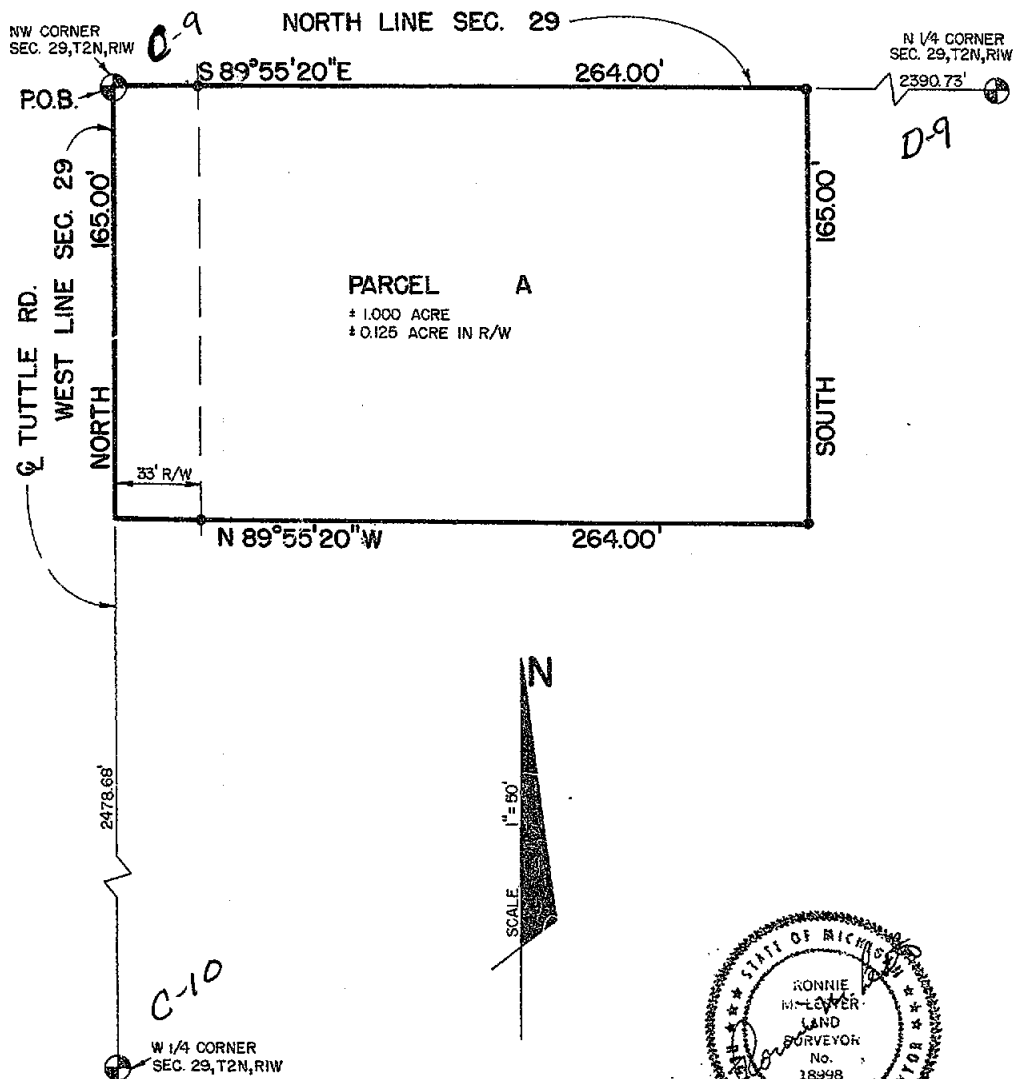 NORTH LINE SEC. 29
NW CORNER
SEC. 29,T2N,R1W
C-9
N 1/4 CORNER
SEC. 29,T2N,R1W
S 89°55'20"E
264.00'
2390.73'
P.O.B.
D-9
WEST LINE SEC. 29
165.00'
165.00'
PARCEL A
± 1.000 ACRE
± 0.125 ACRE IN R/W
℄ TUTTLE RD.
NORTH
SOUTH
33' R/W
N 89°55'20"W
264.00'
N
2478.68'
SCALE 1"=60'
C-10
W 1/4 CORNER
SEC. 29,T2N,R1W
STATE OF MICHIGAN
RONNIE
M. LESTER
LAND
SURVEYOR
No.
18998